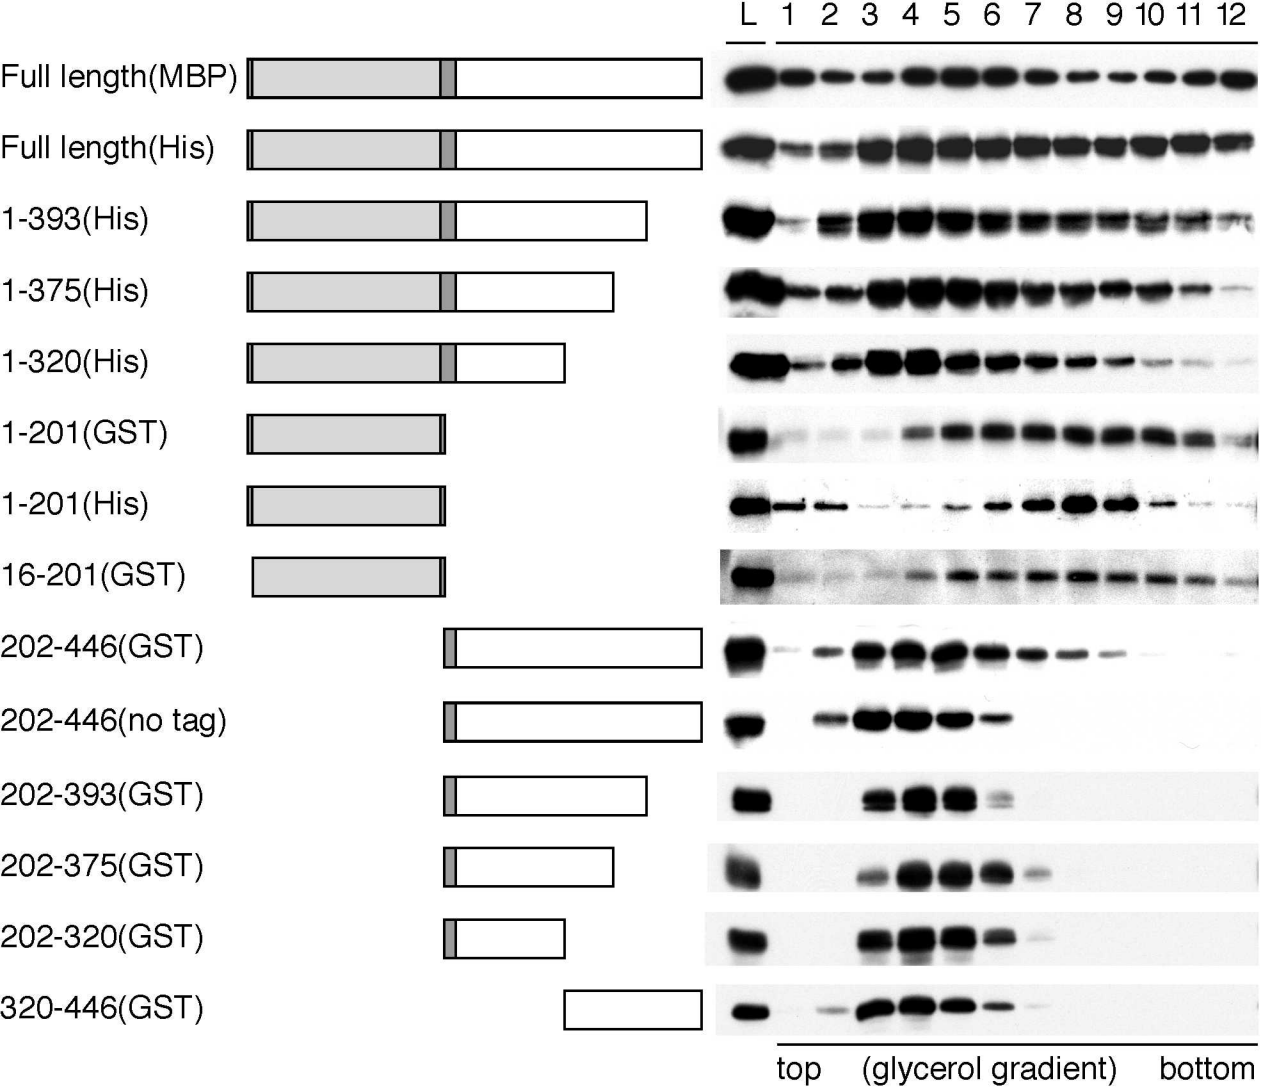 L 1 2 3 4 5 6 7 8 9 10 11 12
Full length(MBP)
Full length(His)
1-393(His)
1-375(His)
1-320(His)
1-201(GST)
1-201(His)
16-201(GST)
202-446(GST)
202-446(no tag)
202-393(GST)
202-375(GST)
202-320(GST)
320-446(GST)
top (glycerol gradient) bottom